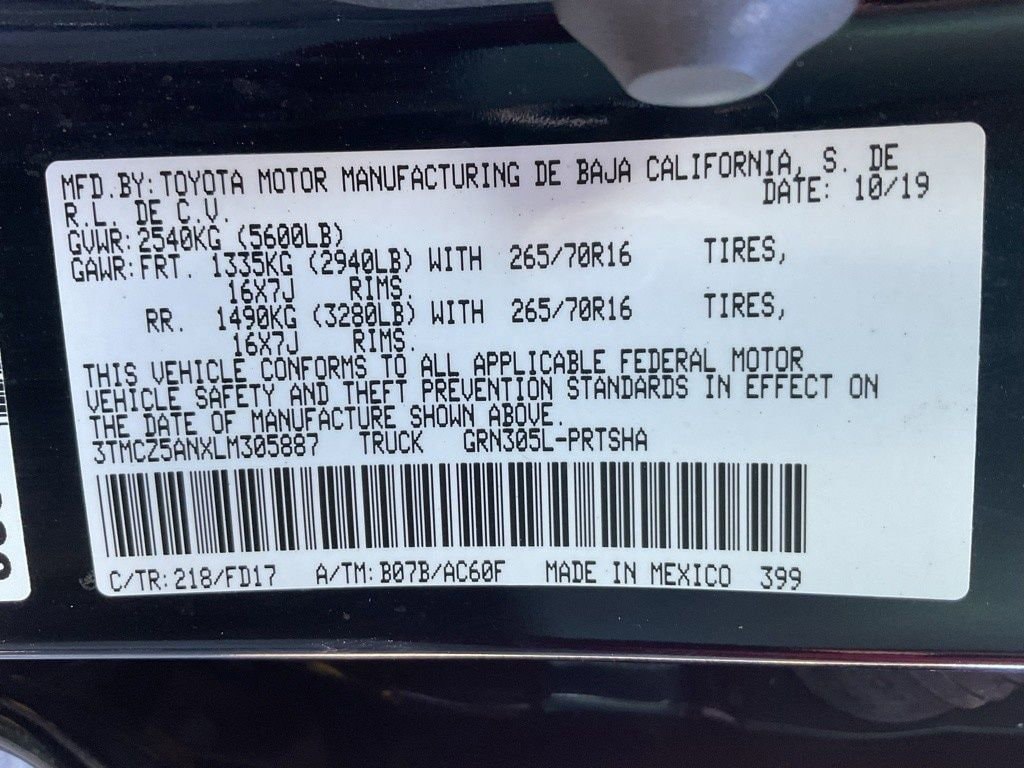 MFD.BY:TOYOTA MOTOR MANUFACTURING DE BAJA CALIFORNIA, S. DE
R.L. DE C.V. DATE: 10/19
GVWR:2540KG (5600LB)
GAWR:FRT. 1335KG (2940LB) WITH 265/70R16 TIRES,
16X7J RIMS.
RR. 1490KG (3280LB) WITH 265/70R16 TIRES,
16X7J RIMS.
THIS VEHICLE CONFORMS TO ALL APPLICABLE FEDERAL MOTOR
VEHICLE SAFETY AND THEFT PREVENTION STANDARDS IN EFFECT ON
THE DATE OF MANUFACTURE SHOWN ABOVE.
3TMCZ5ANXLM305887 TRUCK GRN305L-PRTSHA
C/TR:218/FD17 A/TM:B07B/AC60F MADE IN MEXICO 399